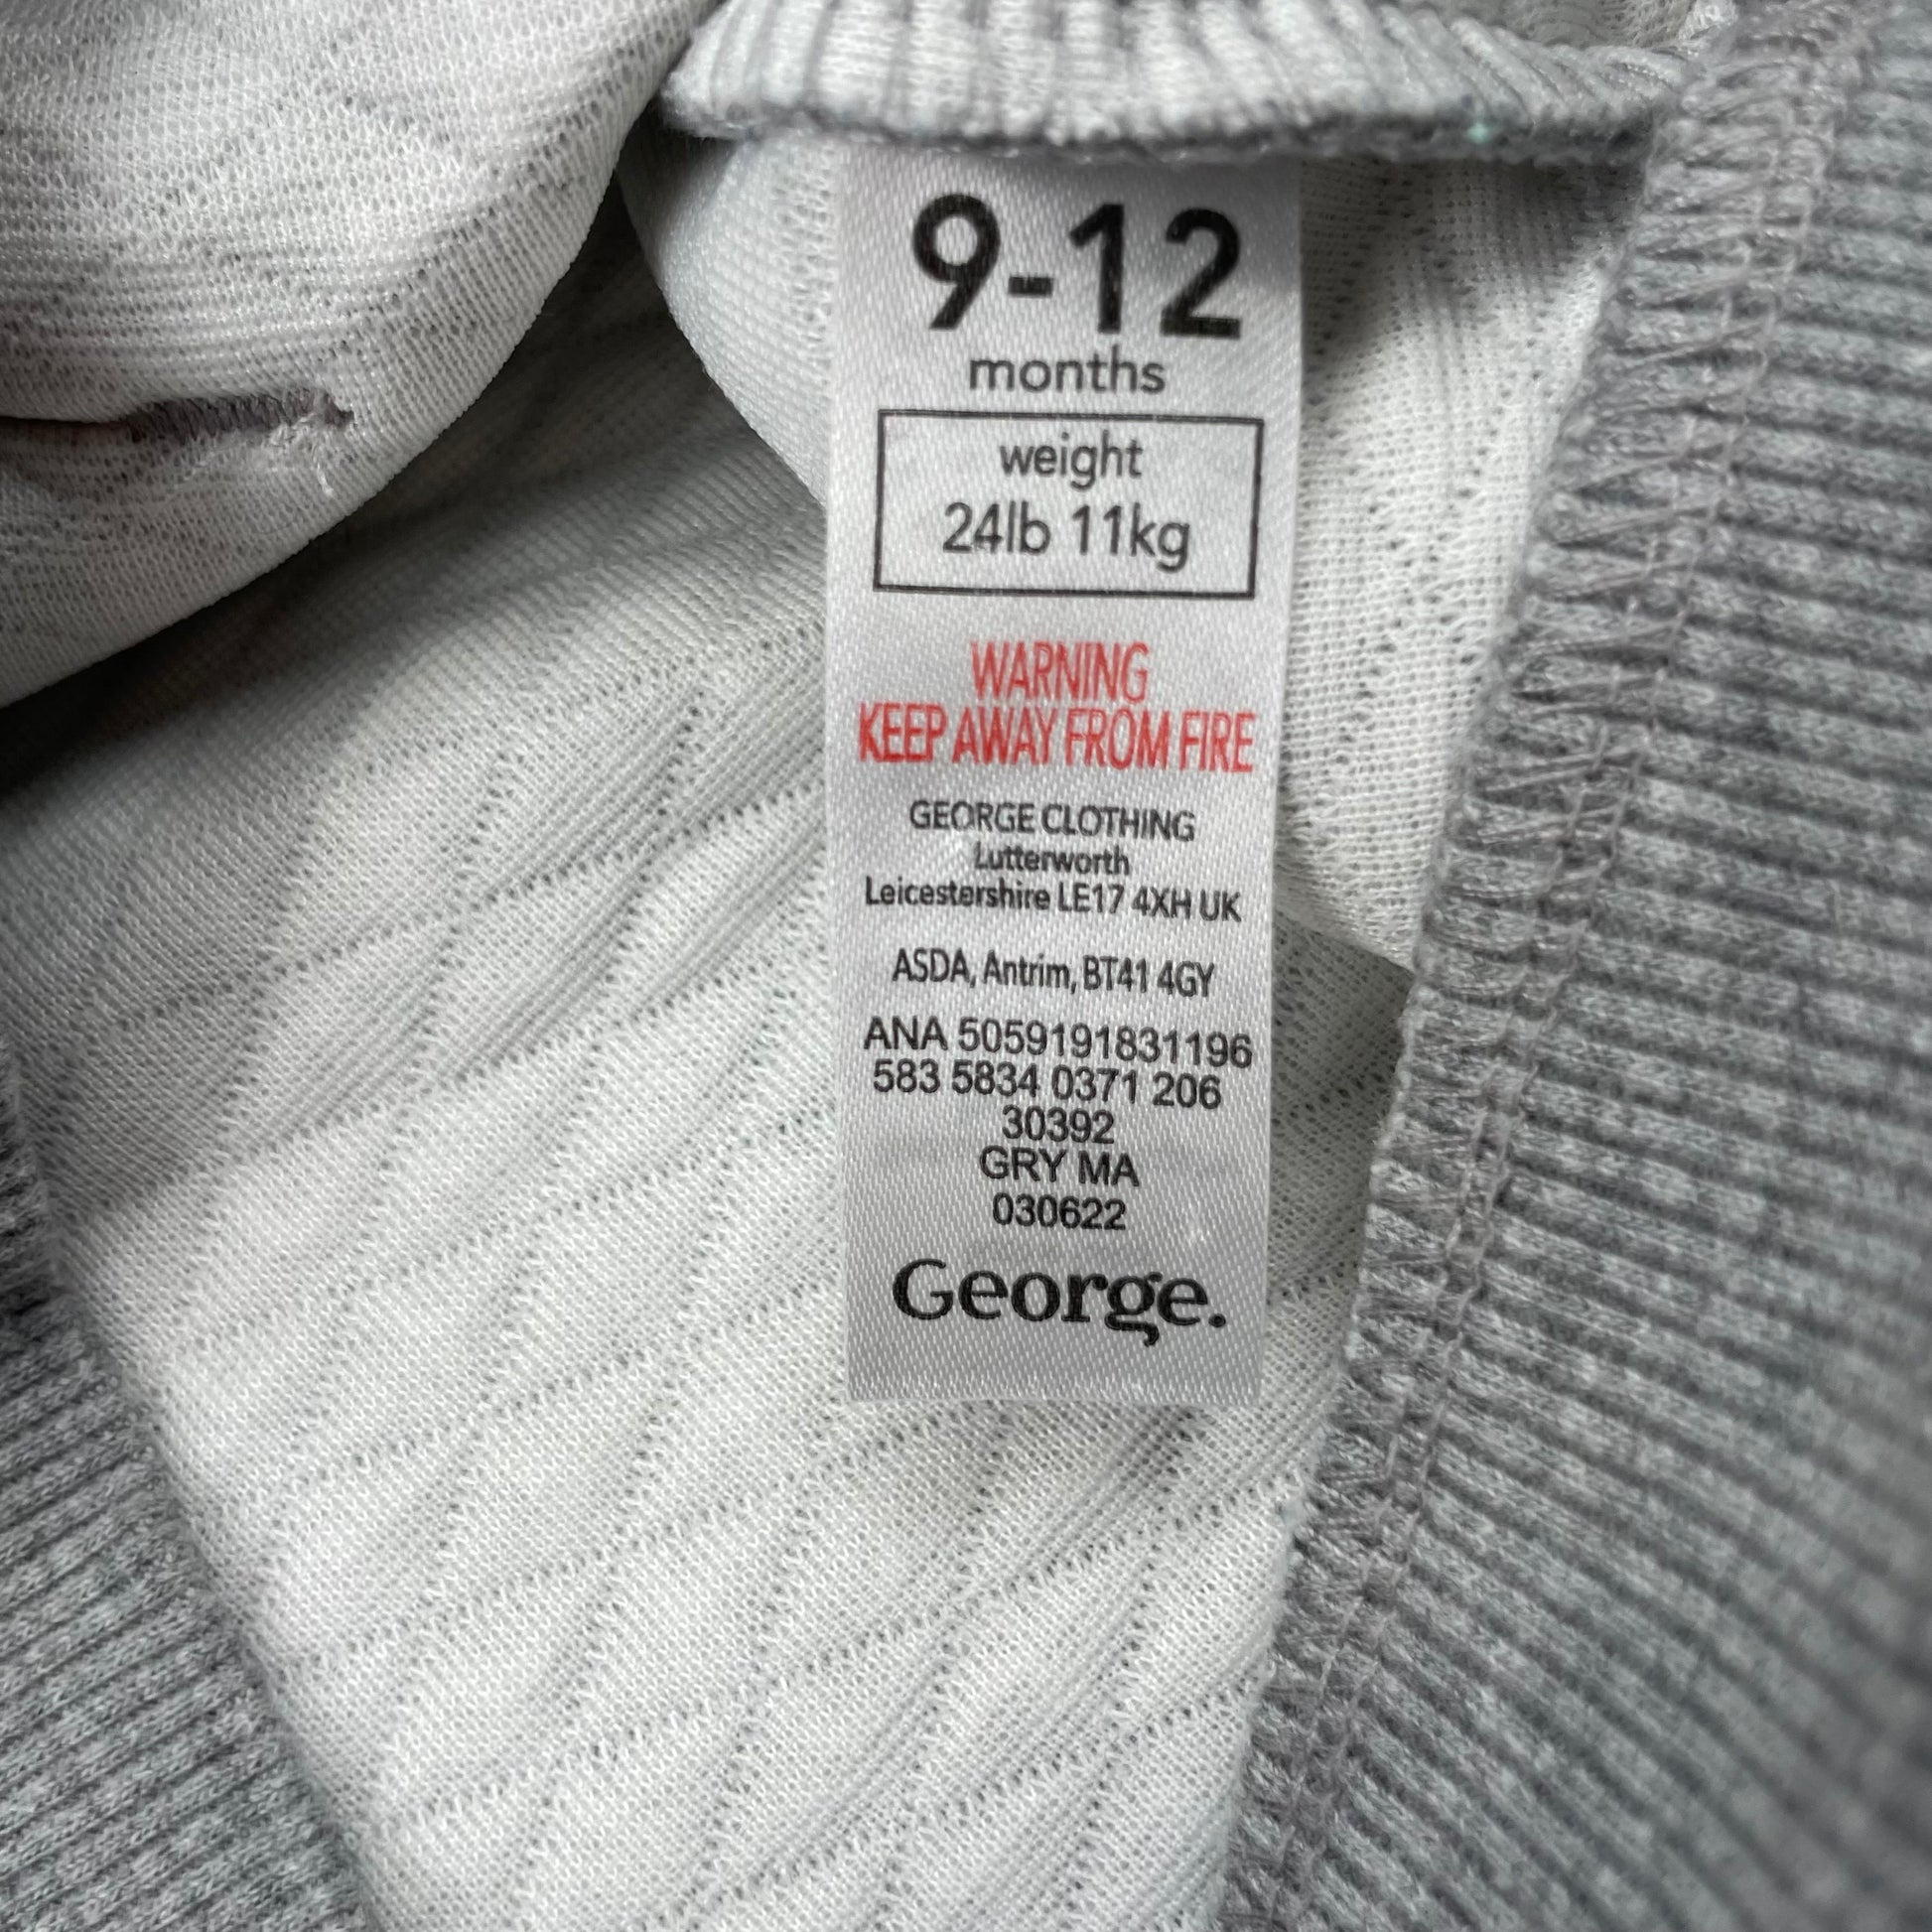 9-12
months
weight
24lb 11kg
WARNING
KEEP AWAY FROM FIRE
GEORGE CLOTHING
Lutterworth
Leicestershire LE17 4XH UK
ASDA, Antrim, BT41 4GY
ANA 5059191831196
583 5834 0371 206
30392
GRY MA
030622
George.